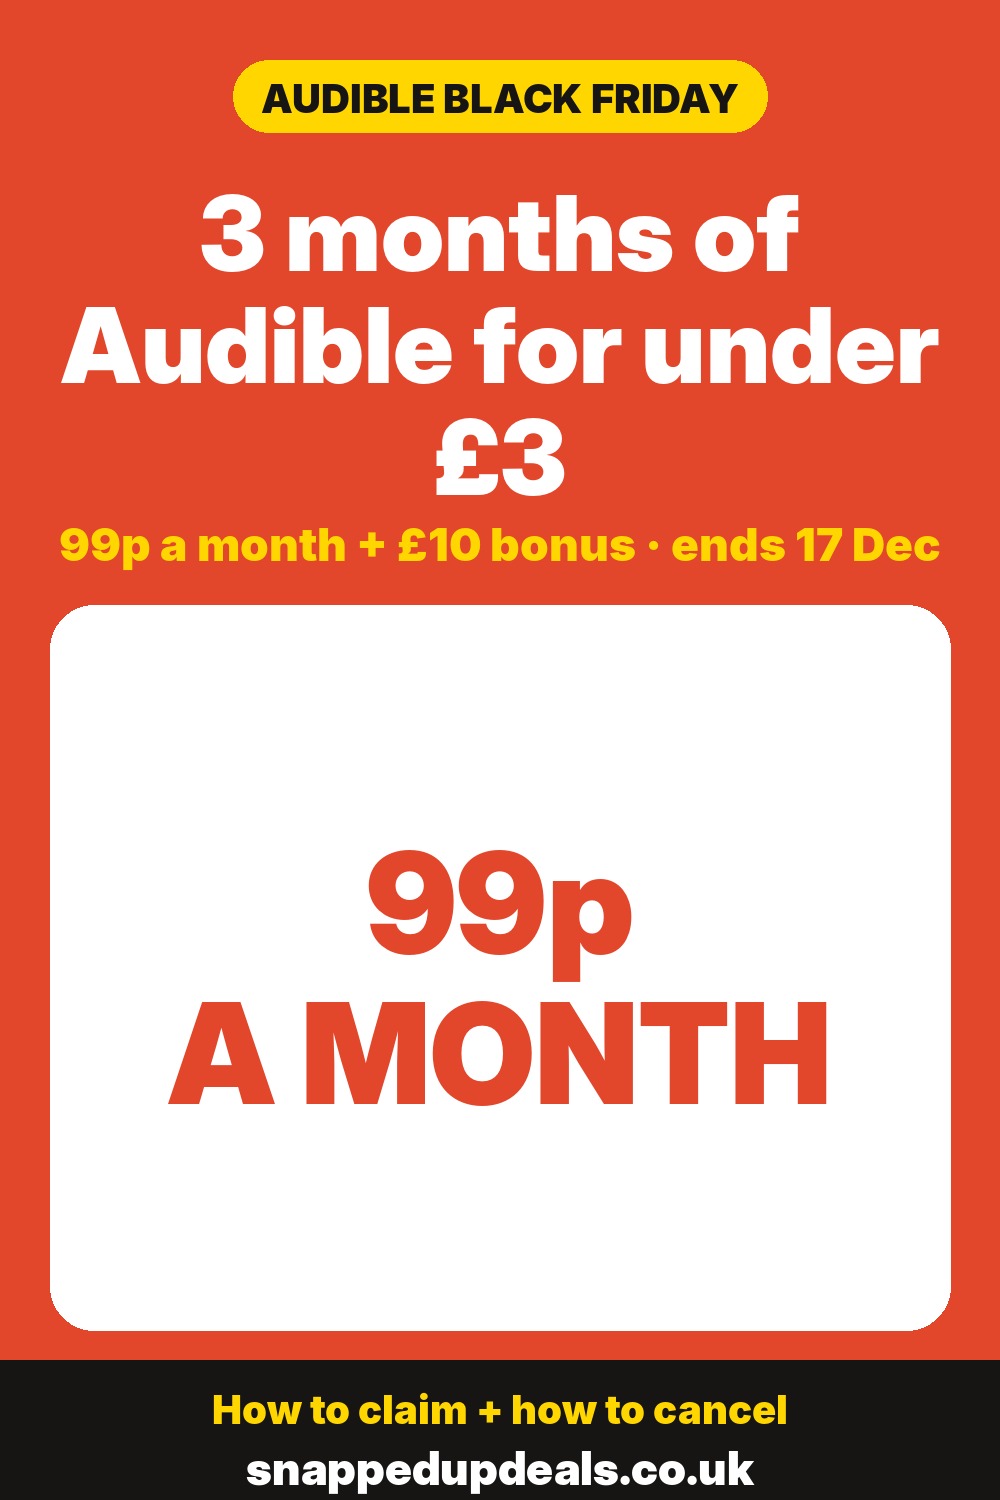 AUDIBLE BLACK FRIDAY
3 months of
Audible for under
£3
99p a month + £10 bonus · ends 17 Dec
99p
A MONTH
How to claim + how to cancel
snappedupdeals.co.uk